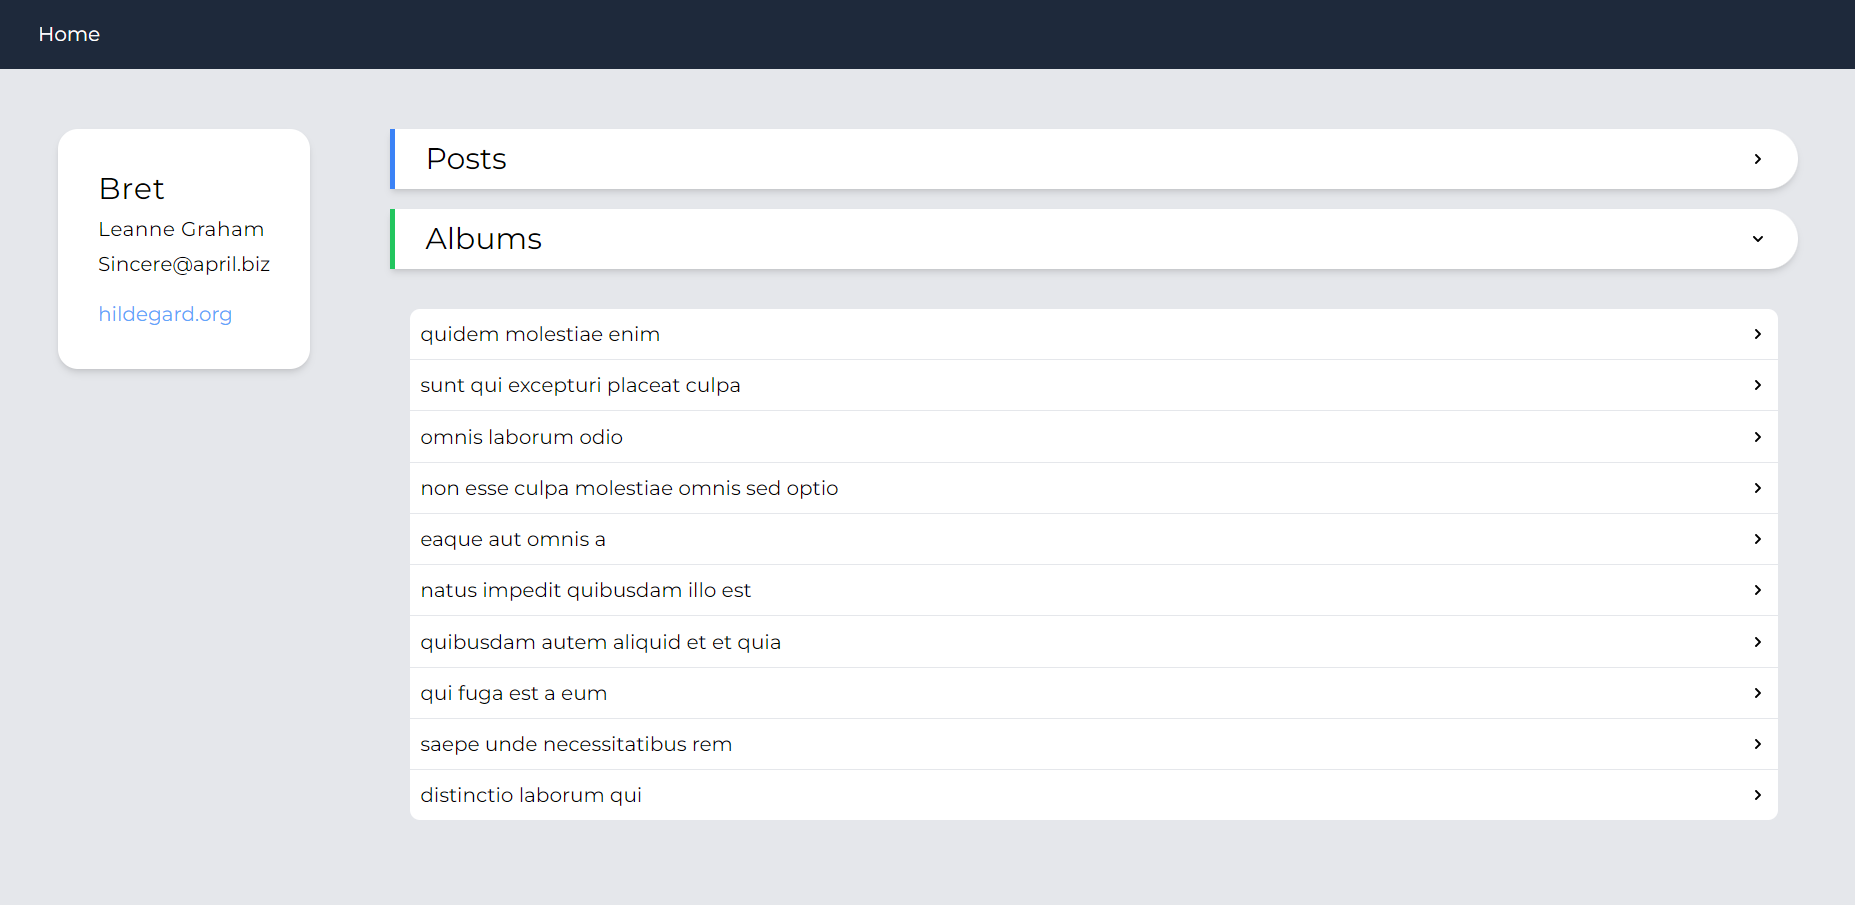 Home
Bret
Leanne Graham
Sincere@april.biz
hildegard.org
Posts
Albums
quidem molestiae enim
sunt qui excepturi placeat culpa
omnis laborum odio
non esse culpa molestiae omnis sed optio
eaque aut omnis a
natus impedit quibusdam illo est
quibusdam autem aliquid et et quia
qui fuga est a eum
saepe unde necessitatibus rem
distinctio laborum qui